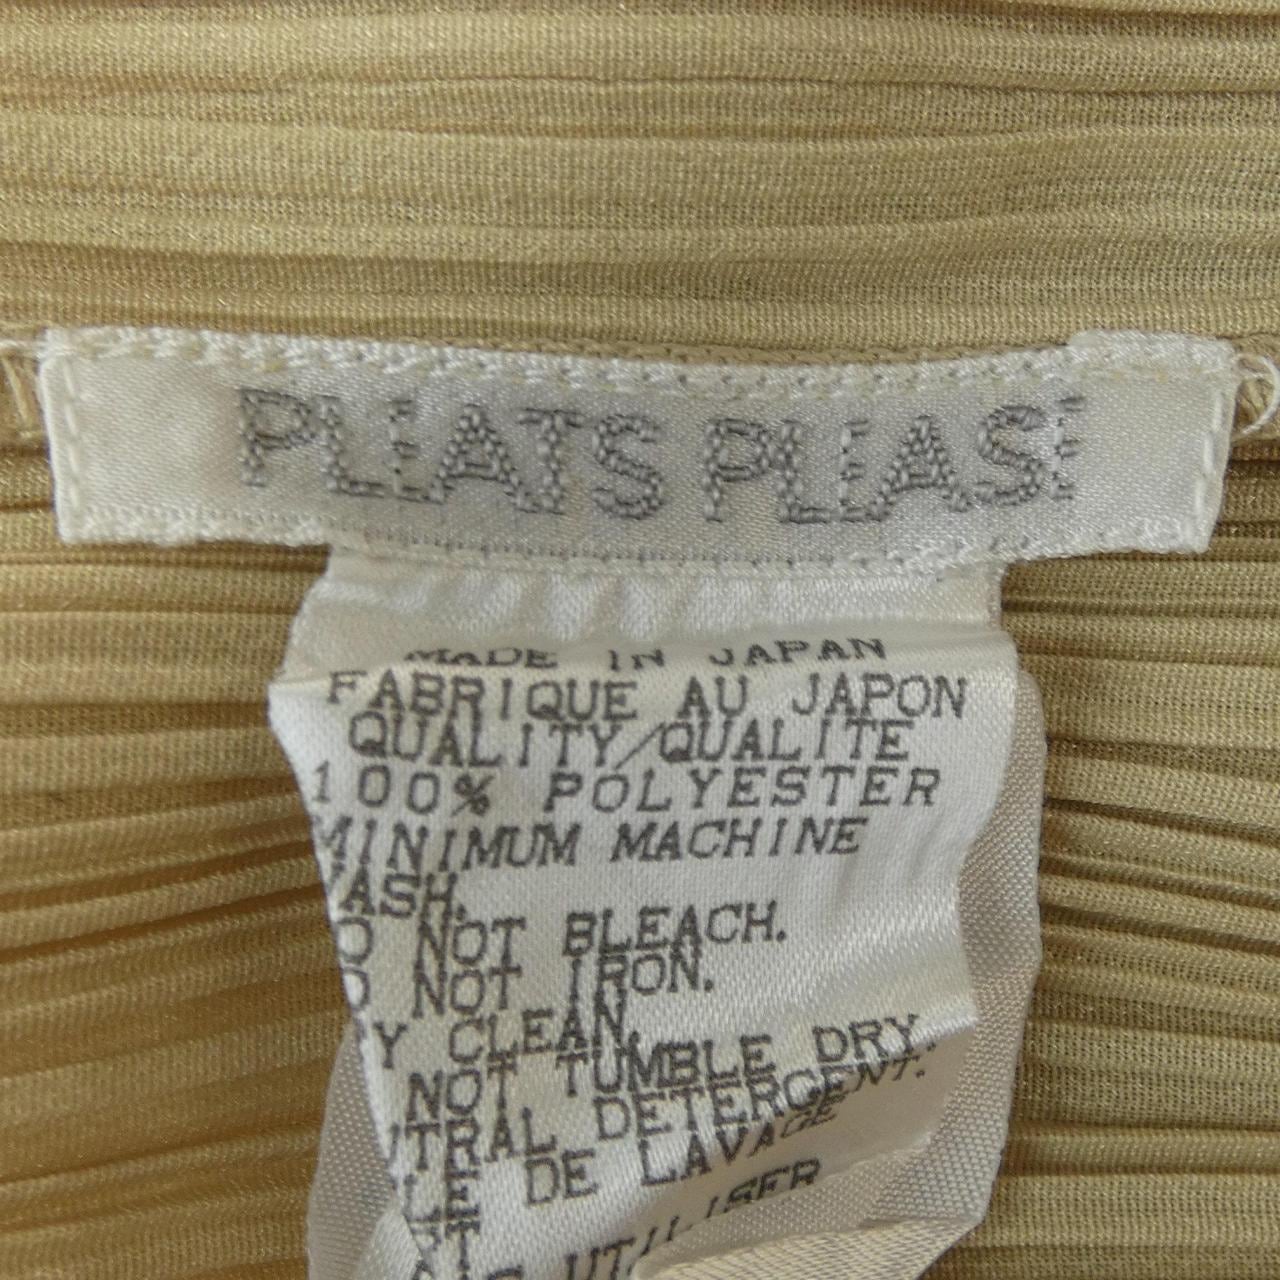 PLEATS PLEASE
MADE IN JAPAN
FABRIQUE AU JAPON
QUALITY/QUALITE
100% POLYESTER
MINIMUM MACHINE
WASH.
NOT BLEACH.
NOT IRON.
CLEAN.
NOT TUMBLE DRY.
DETERGENT.
DE LAVAGE
UTILISER